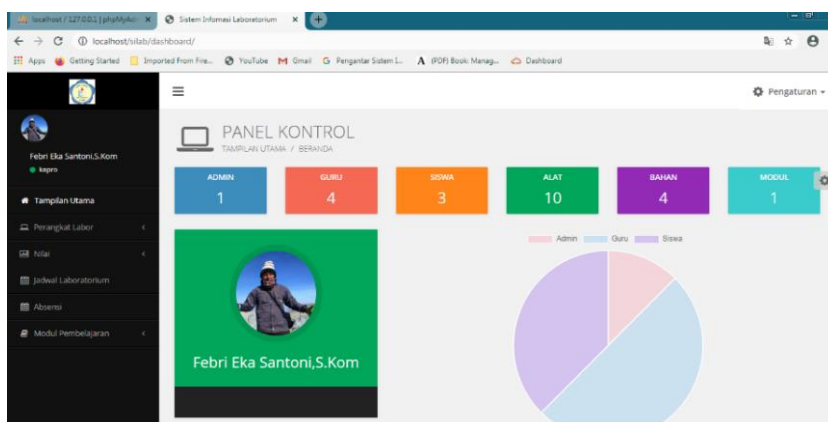 localhost / 127.0.0.1 | phpMyAdm
Sistem Infomasi Laboratorium
localhost/silab/dashboard/
Apps
Getting Started
Imported From Fire...
YouTube
Gmail
Pengantar Sistem I...
(PDF) Book: Manag...
Dashboard
Pengaturan
Febri Eka Santoni,S.Kom
kapro
Tampilan Utama
Perangkat Labor
Nilai
Jadwal Laboratorium
Absensi
Modul Pembelajaran
PANEL KONTROL
TAMPILAN UTAMA / BERANDA
ADMIN
1
GURU
4
SISWA
3
ALAT
10
BAHAN
4
MODUL
1
Febri Eka Santoni,S.Kom
Admin
Guru
Siswa